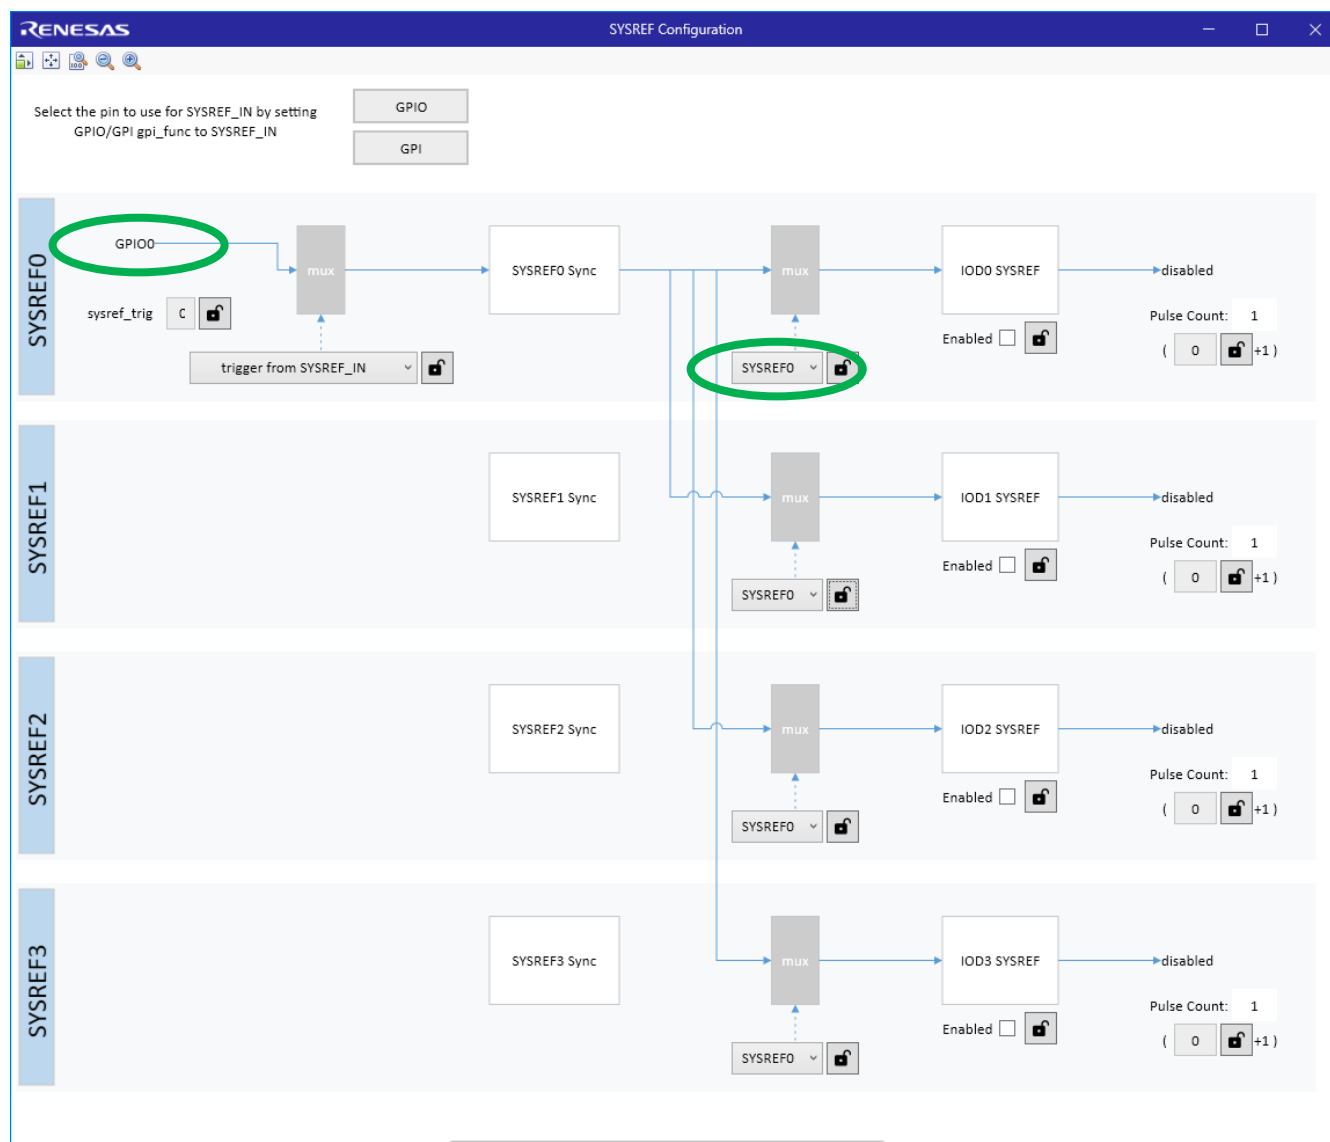 RENESAS
SYSREF Configuration
Select the pin to use for SYSREF_IN by setting
GPIO/GPI gpi_func to SYSREF_IN
GPIO
GPI
SYSREF0
GPIO0
mux
SYSREF0 Sync
mux
IOD0 SYSREF
disabled
sysref_trig
Pulse Count: 1
Enabled
( 0 +1 )
trigger from SYSREF_IN
SYSREF0
SYSREF1
SYSREF1 Sync
mux
IOD1 SYSREF
disabled
Pulse Count: 1
Enabled
( 0 +1 )
SYSREF0
SYSREF2
SYSREF2 Sync
mux
IOD2 SYSREF
disabled
Pulse Count: 1
Enabled
( 0 +1 )
SYSREF0
SYSREF3
SYSREF3 Sync
mux
IOD3 SYSREF
disabled
Pulse Count: 1
Enabled
( 0 +1 )
SYSREF0